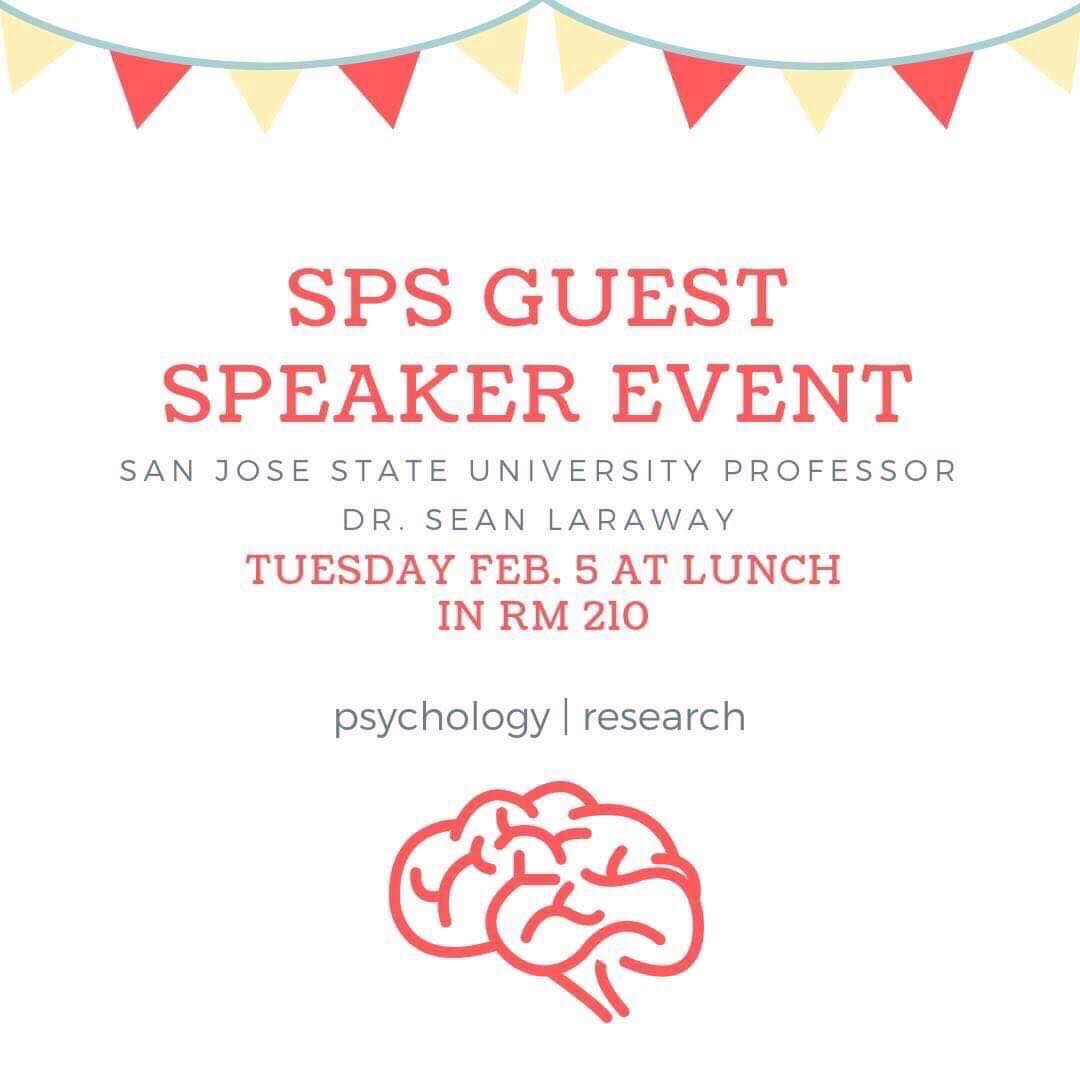 SPS GUEST
SPEAKER EVENT
SAN JOSE STATE UNIVERSITY PROFESSOR
DR. SEAN LARAWAY
TUESDAY FEB. 5 AT LUNCH
IN RM 210
psychology | research